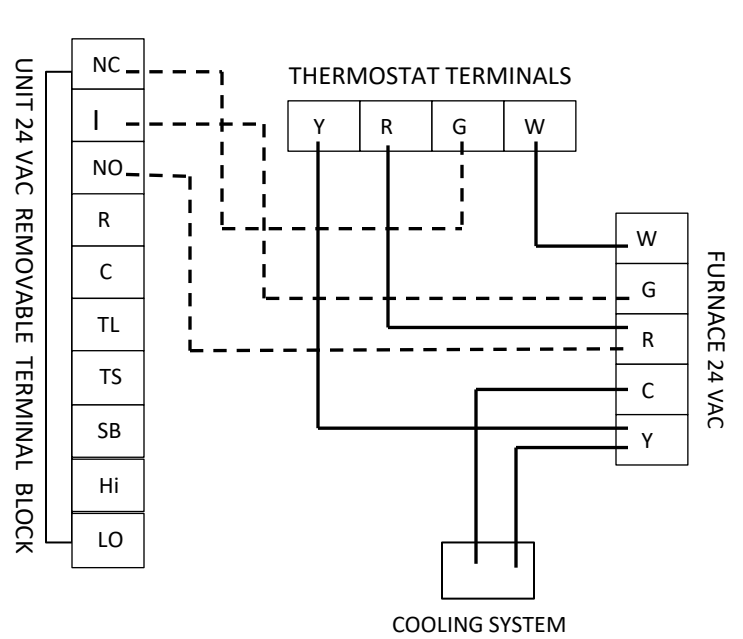 UNIT 24 VAC REMOVABLE TERMINAL BLOCK
NC
I
NO
R
C
TL
TS
SB
Hi
LO
THERMOSTAT TERMINALS
Y R G W
W
G
R
C
Y
FURNACE 24 VAC
COOLING SYSTEM